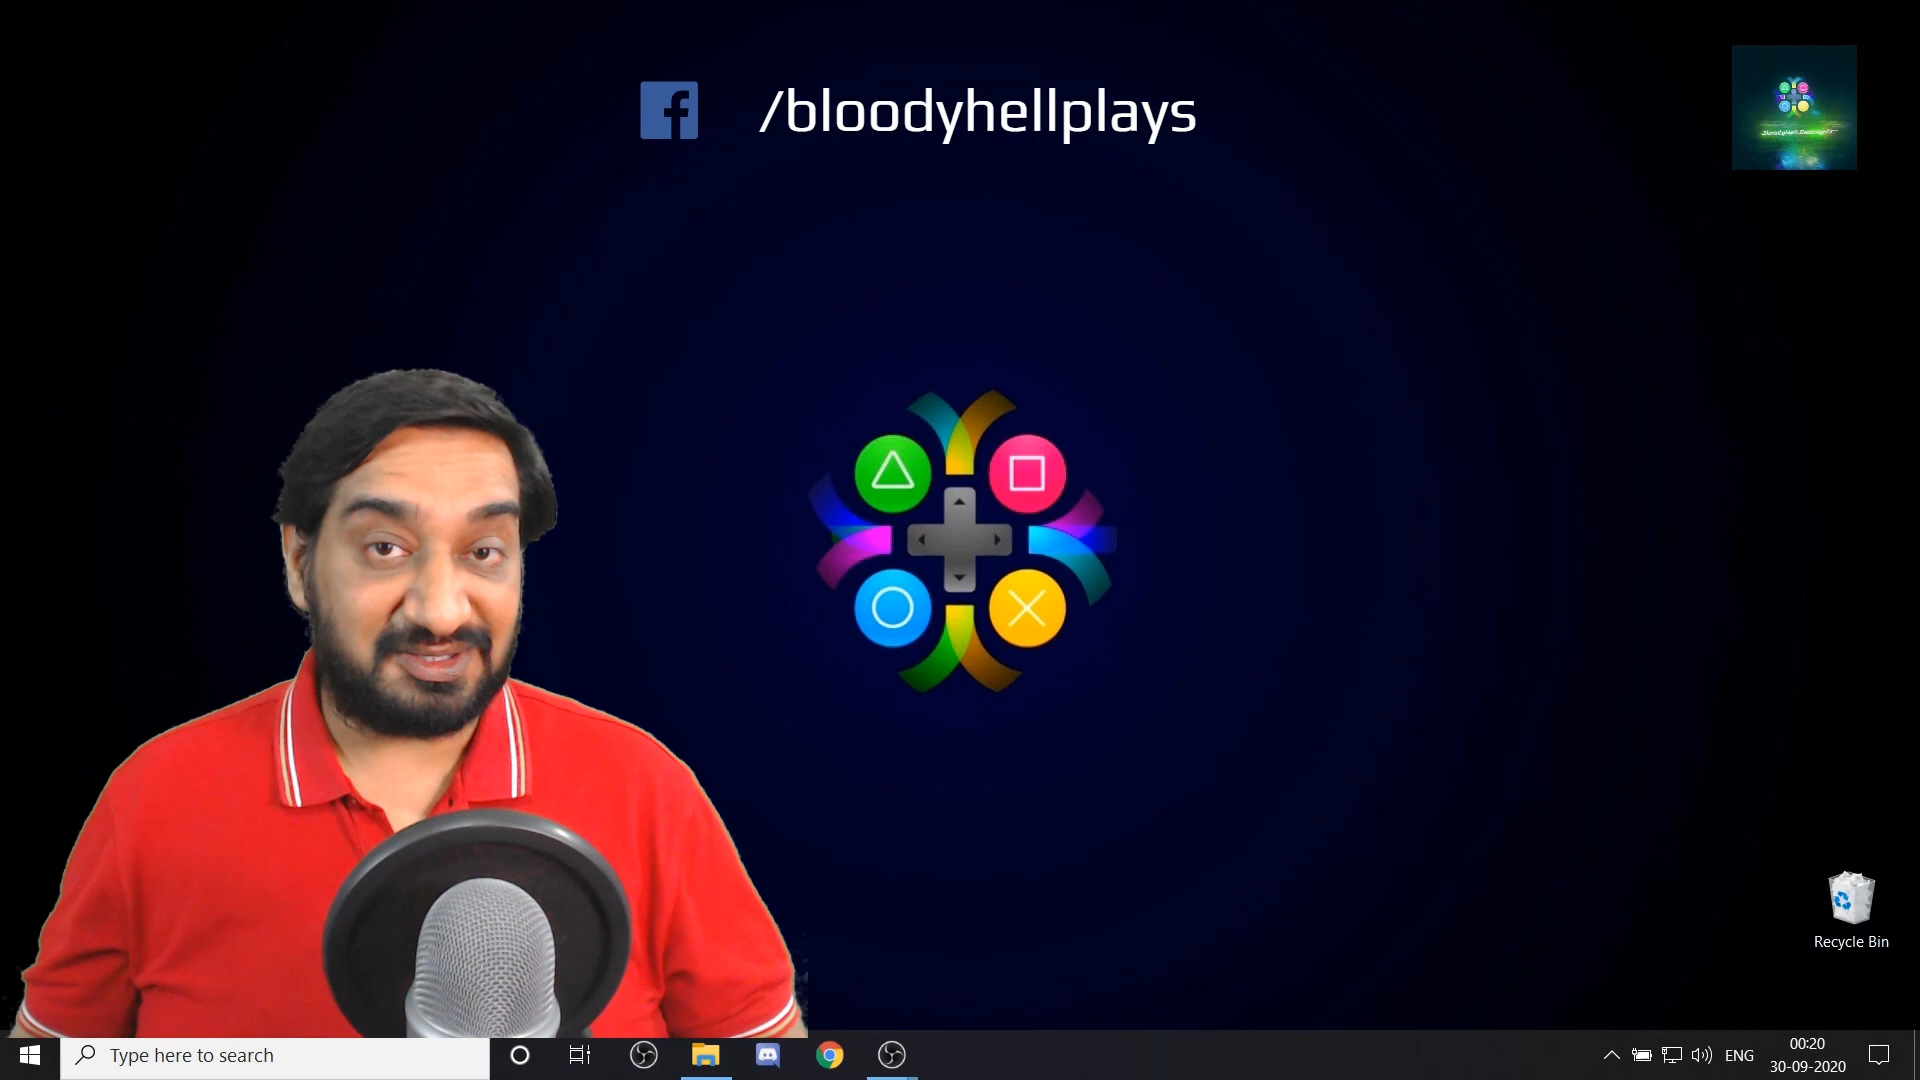 /bloodyhellplays
Recycle Bin
Type here to search
ENG
00:20
30-09-2020